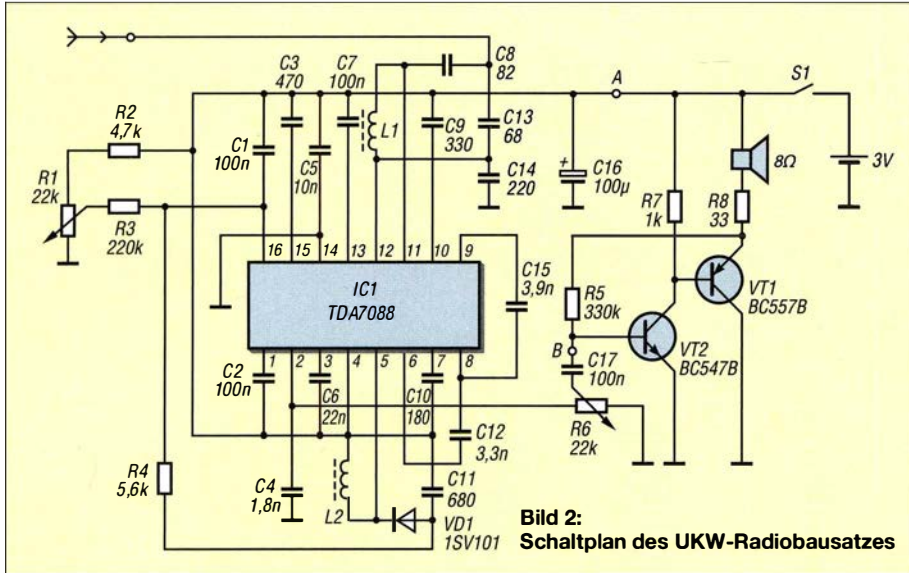 C8
82
C3
470
C7
100n
A
S1
R2
4,7k
C1
100n
L1
C9
330
C13
68
C5
10n
C14
220
+
C16
100µ
8Ω
3V
R1
22k
R3
220k
R7
1k
R8
33
16 15 14 13 12 11 10 9
C15
3,9n
IC1
TDA7088
R5
330k
VT1
BC557B
B
VT2
BC547B
1 2 3 4 5 6 7 8
C2
100n
C6
22n
C10
180
C17
100n
R6
22k
C12
3,3n
R4
5,6k
C4
1,8n
L2
C11
680
VD1
1SV101
Bild 2:
Schaltplan des UKW-Radiobausatzes